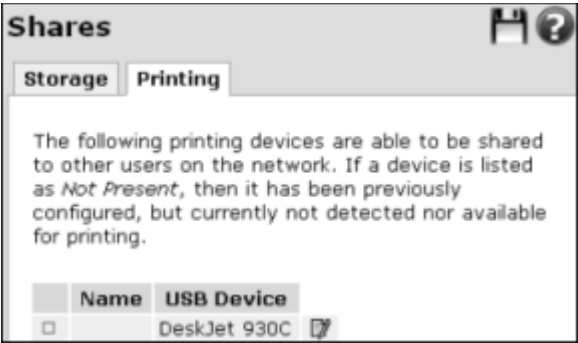 Shares
Storage Printing
The following printing devices are able to be shared
to other users on the network. If a device is listed
as Not Present, then it has been previously
configured, but currently not detected nor available
for printing.
Name USB Device
DeskJet 930C